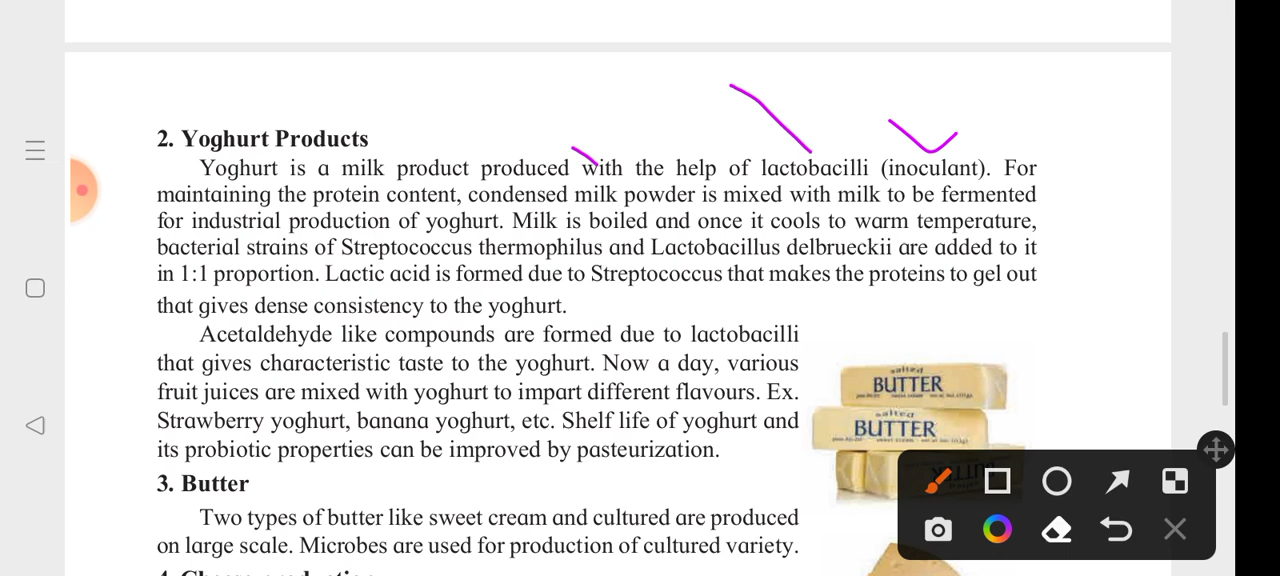 2. Yoghurt Products
Yoghurt is a milk product produced with the help of lactobacilli (inoculant). For
maintaining the protein content, condensed milk powder is mixed with milk to be fermented
for industrial production of yoghurt. Milk is boiled and once it cools to warm temperature,
bacterial strains of Streptococcus thermophilus and Lactobacillus delbrueckii are added to it
in 1:1 proportion. Lactic acid is formed due to Streptococcus that makes the proteins to gel out
that gives dense consistency to the yoghurt.
Acetaldehyde like compounds are formed due to lactobacilli
that gives characteristic taste to the yoghurt. Now a day, various
fruit juices are mixed with yoghurt to impart different flavours. Ex.
Strawberry yoghurt, banana yoghurt, etc. Shelf life of yoghurt and
its probiotic properties can be improved by pasteurization.
salted
BUTTER
salted
BUTTER
3. Butter
Two types of butter like sweet cream and cultured are produced
on large scale. Microbes are used for production of cultured variety.